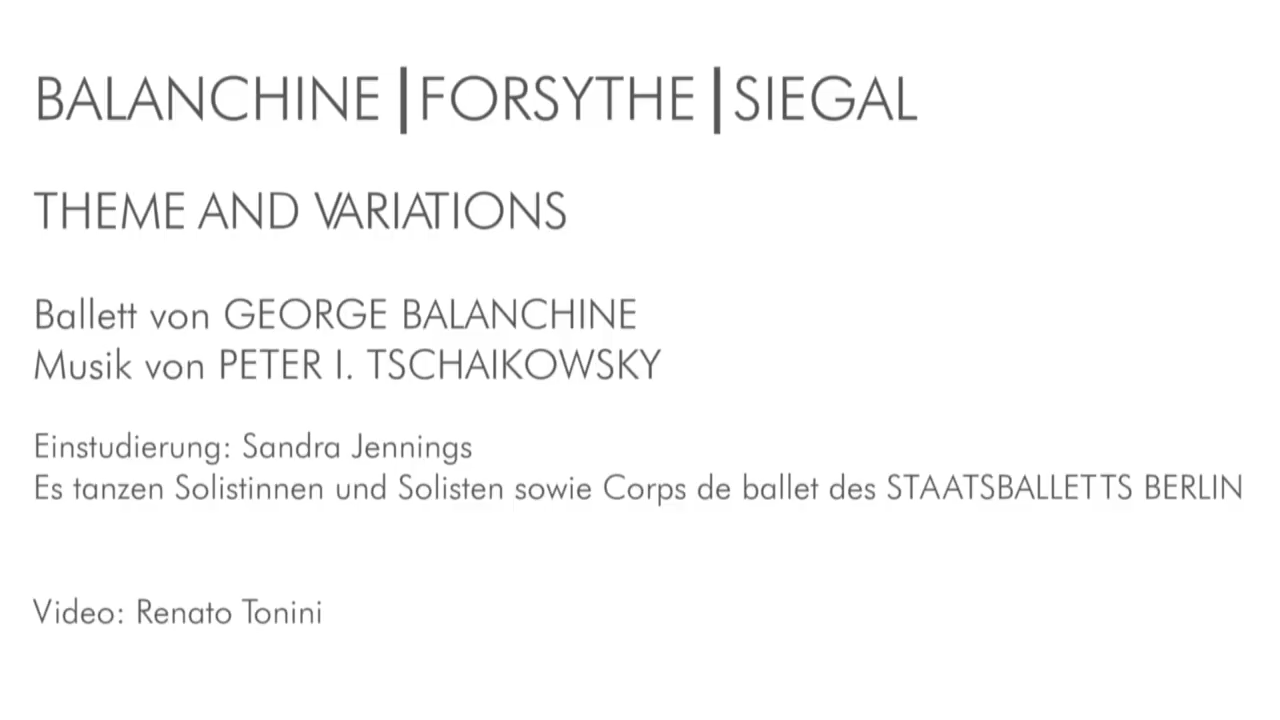 BALANCHINE|FORSYTHE|SIEGAL
THEME AND VARIATIONS
Ballett von GEORGE BALANCHINE
Musik von PETER I. TSCHAIKOWSKY
Einstudierung: Sandra Jennings
Es tanzen Solistinnen und Solisten sowie Corps de ballet des STAATSBALLETTS BERLIN
Video: Renato Tonini